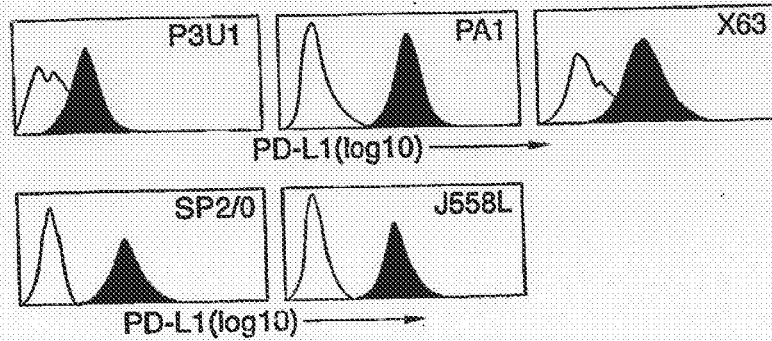 P3U1
PA1
X63
PD-L1(log10)
SP2/0
J558L
PD-L1(log10)